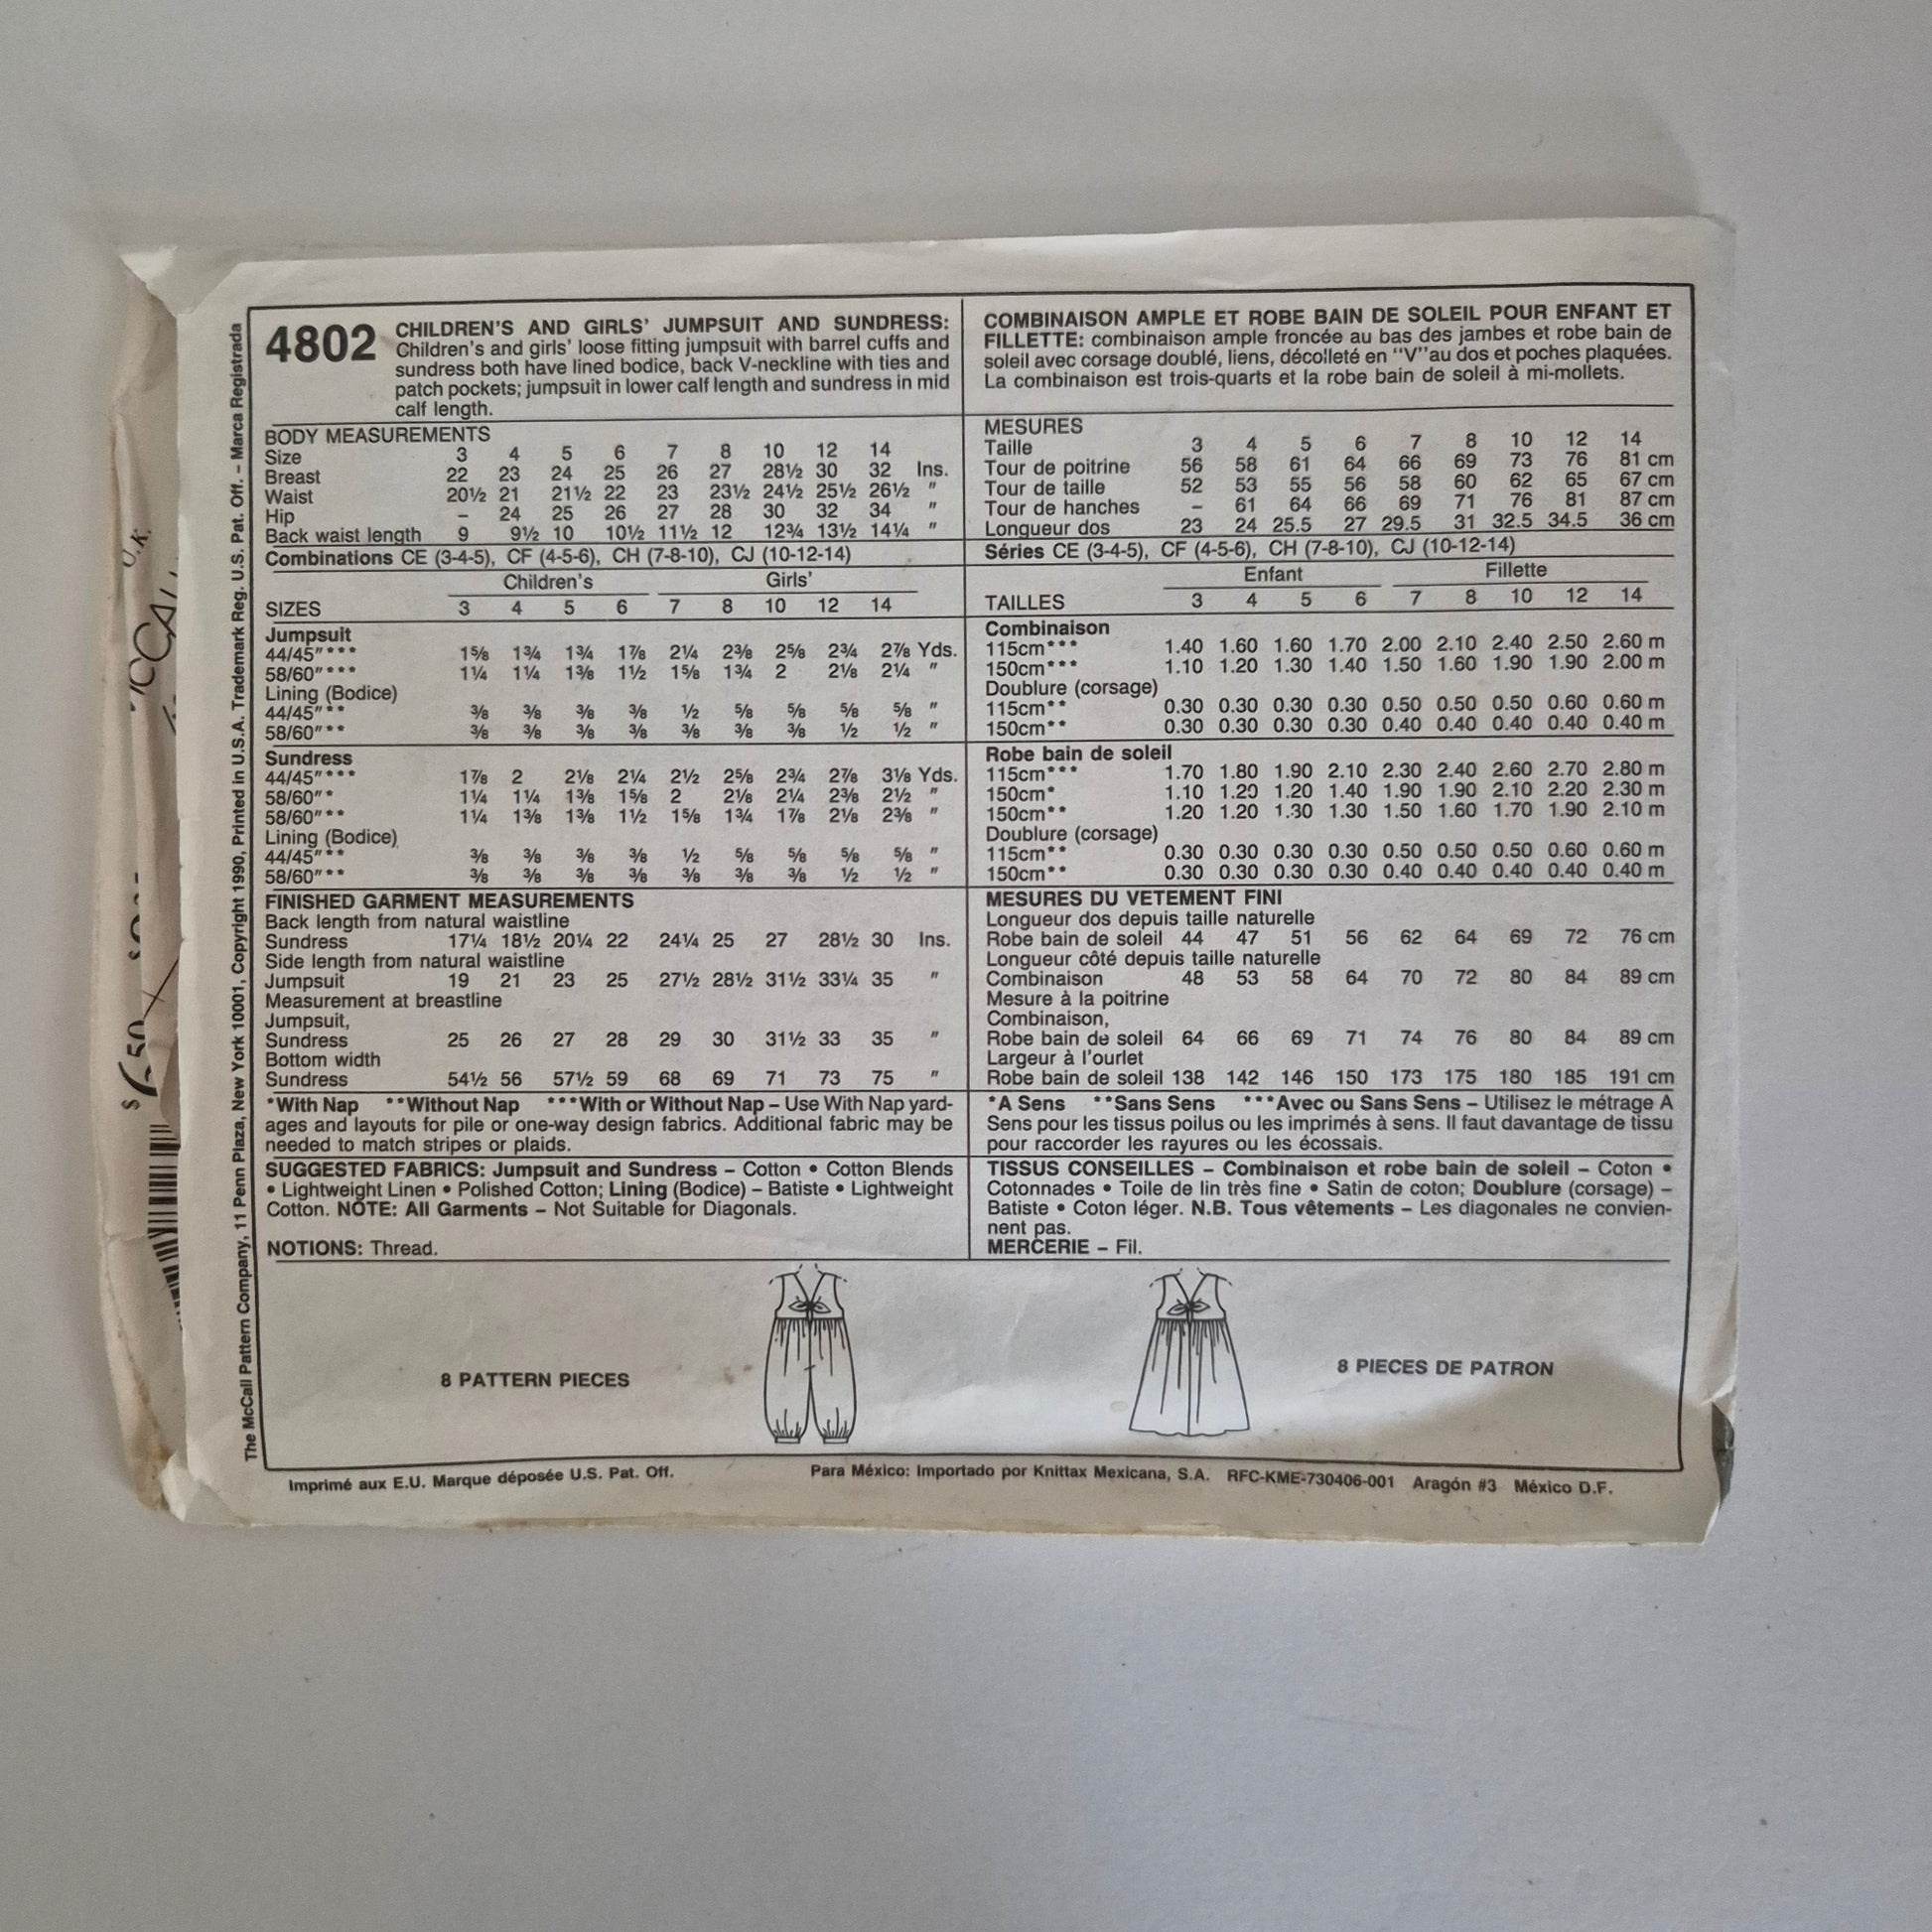 4802 CHILDREN'S AND GIRLS' JUMPSUIT AND SUNDRESS:
Children's and girls' loose fitting jumpsuit with barrel cuffs and
sundress both have lined bodice, back V-neckline with ties and
patch pockets; jumpsuit in lower calf length and sundress in mid
calf length.
BODY MEASUREMENTS
Size 3 4 5 6 7 8 10 12 14
Breast 22 23 24 25 26 27 28½ 30 32 Ins.
Waist 20½ 21 21½ 22 23 23½ 24½ 25½ 26½ "
Hip – 24 25 26 27 28 30 32 34 "
Back waist length 9 9½ 10 10½ 11½ 12 12¾ 13½ 14¼ "
Combinations CE (3-4-5), CF (4-5-6), CH (7-8-10), CJ (10-12-14)
Children's Girls'
SIZES 3 4 5 6 7 8 10 12 14
Jumpsuit
44/45"*** 1⅝ 1¾ 1¾ 1⅞ 2¼ 2⅜ 2⅝ 2¾ 2⅞ Yds.
58/60"*** 1¼ 1¼ 1⅜ 1½ 1⅝ 1¾ 2 2⅛ 2¼ "
Lining (Bodice)
44/45"** ⅜ ⅜ ⅜ ⅜ ½ ⅝ ⅝ ⅝ ⅝ "
58/60"** ⅜ ⅜ ⅜ ⅜ ⅜ ⅜ ⅜ ½ ½ "
Sundress
44/45"*** 1⅞ 2 2⅛ 2¼ 2½ 2⅝ 2¾ 2⅞ 3⅛ Yds.
58/60"* 1¼ 1¼ 1⅜ 1⅝ 2 2⅛ 2¼ 2⅜ 2½ "
58/60"** 1¼ 1⅜ 1⅜ 1½ 1⅝ 1¾ 1⅞ 2⅛ 2⅜ "
Lining (Bodice)
44/45"** ⅜ ⅜ ⅜ ⅜ ½ ⅝ ⅝ ⅝ ⅝ "
58/60"** ⅜ ⅜ ⅜ ⅜ ⅜ ⅜ ⅜ ½ ½ "
FINISHED GARMENT MEASUREMENTS
Back length from natural waistline
Sundress 17¼ 18½ 20¼ 22 24¼ 25 27 28½ 30 Ins.
Side length from natural waistline
Jumpsuit 19 21 23 25 27½ 28½ 31½ 33¼ 35 "
Measurement at breastline
Jumpsuit,
Sundress 25 26 27 28 29 30 31½ 33 35 "
Bottom width
Sundress 54½ 56 57½ 59 68 69 71 73 75 "
*With Nap **Without Nap ***With or Without Nap – Use With Nap yard-
ages and layouts for pile or one-way design fabrics. Additional fabric may be
needed to match stripes or plaids.
SUGGESTED FABRICS: Jumpsuit and Sundress – Cotton • Cotton Blends
• Lightweight Linen • Polished Cotton; Lining (Bodice) – Batiste • Lightweight
Cotton. NOTE: All Garments – Not Suitable for Diagonals.
NOTIONS: Thread.
COMBINAISON AMPLE ET ROBE BAIN DE SOLEIL POUR ENFANT ET
FILLETTE: combinaison ample froncée au bas des jambes et robe bain de
soleil avec corsage doublé, liens, décolleté en "V"au dos et poches plaquées.
La combinaison est trois-quarts et la robe bain de soleil à mi-mollets.
MESURES
Taille 3 4 5 6 7 8 10 12 14
Tour de poitrine 56 58 61 64 66 69 73 76 81 cm
Tour de taille 52 53 55 56 58 60 62 65 67 cm
Tour de hanches – 61 64 66 69 71 76 81 87 cm
Longueur dos 23 24 25.5 27 29.5 31 32.5 34.5 36 cm
Séries CE (3-4-5), CF (4-5-6), CH (7-8-10), CJ (10-12-14)
Enfant Fillette
TAILLES 3 4 5 6 7 8 10 12 14
Combinaison
115cm*** 1.40 1.60 1.60 1.70 2.00 2.10 2.40 2.50 2.60 m
150cm*** 1.10 1.20 1.30 1.40 1.50 1.60 1.90 1.90 2.00 m
Doublure (corsage)
115cm** 0.30 0.30 0.30 0.30 0.50 0.50 0.50 0.60 0.60 m
150cm** 0.30 0.30 0.30 0.30 0.40 0.40 0.40 0.40 0.40 m
Robe bain de soleil
115cm*** 1.70 1.80 1.90 2.10 2.30 2.40 2.60 2.70 2.80 m
150cm* 1.10 1.20 1.20 1.40 1.90 1.90 2.10 2.20 2.30 m
150cm** 1.20 1.20 1.30 1.30 1.50 1.60 1.70 1.90 2.10 m
Doublure (corsage)
115cm** 0.30 0.30 0.30 0.30 0.50 0.50 0.50 0.60 0.60 m
150cm** 0.30 0.30 0.30 0.30 0.40 0.40 0.40 0.40 0.40 m
MESURES DU VETEMENT FINI
Longueur dos depuis taille naturelle
Robe bain de soleil 44 47 51 56 62 64 69 72 76 cm
Longueur côté depuis taille naturelle
Combinaison 48 53 58 64 70 72 80 84 89 cm
Mesure à la poitrine
Combinaison,
Robe bain de soleil 64 66 69 71 74 76 80 84 89 cm
Largeur à l'ourlet
Robe bain de soleil 138 142 146 150 173 175 180 185 191 cm
*A Sens **Sans Sens ***Avec ou Sans Sens – Utilisez le métrage A
Sens pour les tissus poilus ou les imprimés à sens. Il faut davantage de tissu
pour raccorder les rayures ou les écossais.
TISSUS CONSEILLES – Combinaison et robe bain de soleil – Coton •
Cotonnades • Toile de lin très fine • Satin de coton; Doublure (corsage) –
Batiste • Coton léger. N.B. Tous vêtements – Les diagonales ne convien-
nent pas.
MERCERIE – Fil.
8 PATTERN PIECES
8 PIECES DE PATRON
Imprimé aux E.U. Marque déposée U.S. Pat. Off.
Para México: Importado por Knittax Mexicana, S.A. RFC-KME-730406-001 Aragón #3 México D.F.
The McCall Pattern Company, 11 Penn Plaza, New York 10001, Copyright 1990, Printed in U.S.A. Trademark Reg. U.S. Pat. Off. – Marca Registrada
U.K.
$6.50